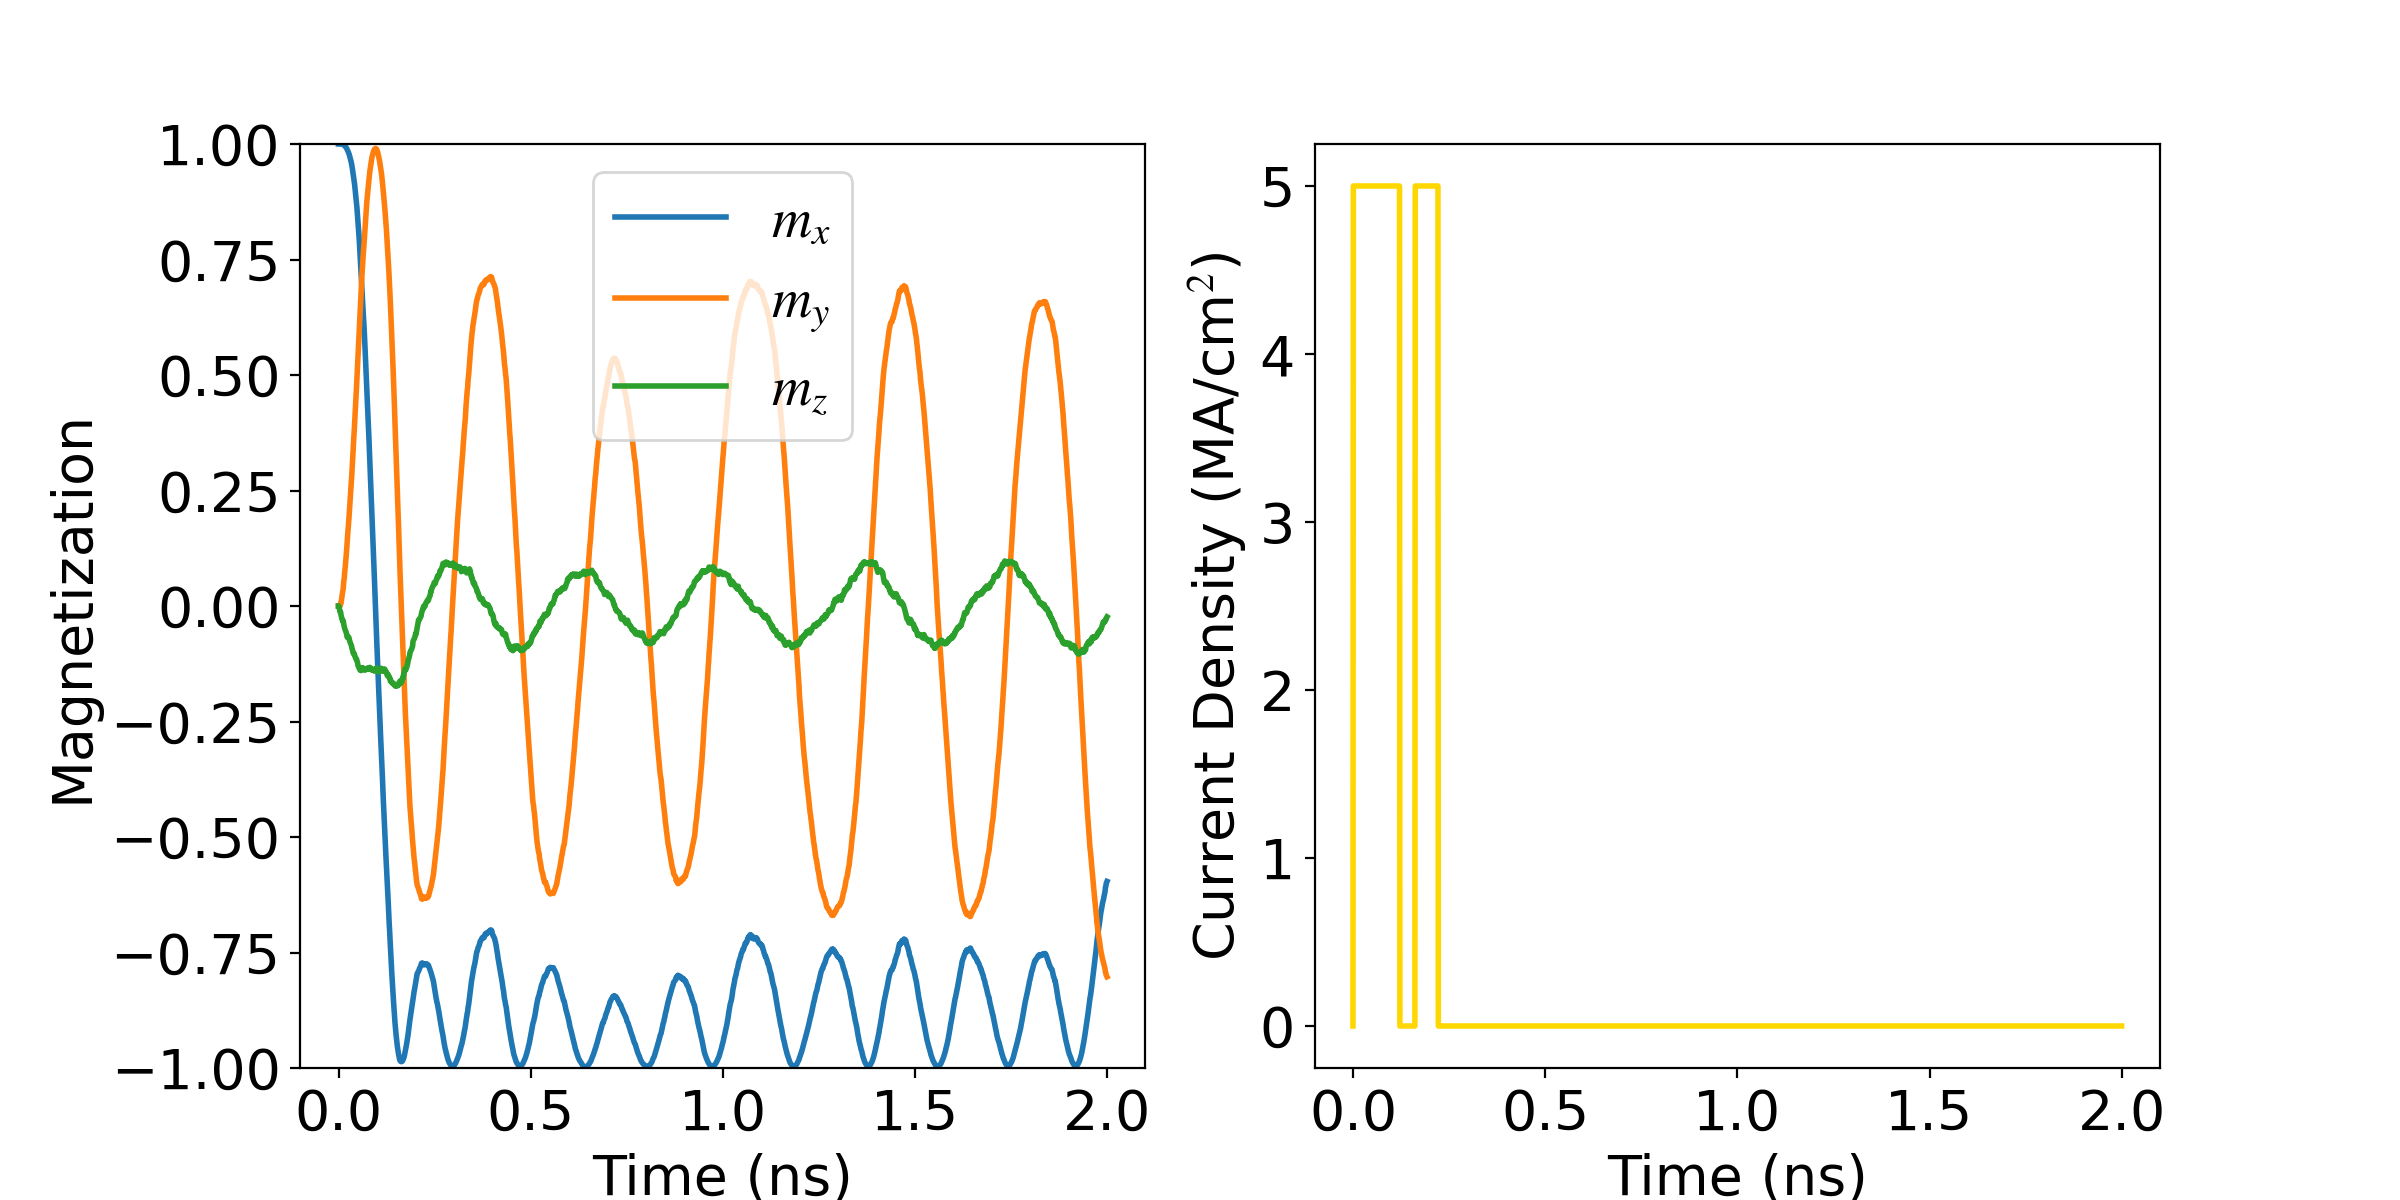 1.00
0.75
0.50
0.25
0.00
−0.25
−0.50
−0.75
−1.00
Magnetization
0.0 0.5 1.0 1.5 2.0
Time (ns)
m_x
m_y
m_z
5
4
3
2
1
0
Current Density (MA/cm²)
0.0 0.5 1.0 1.5 2.0
Time (ns)